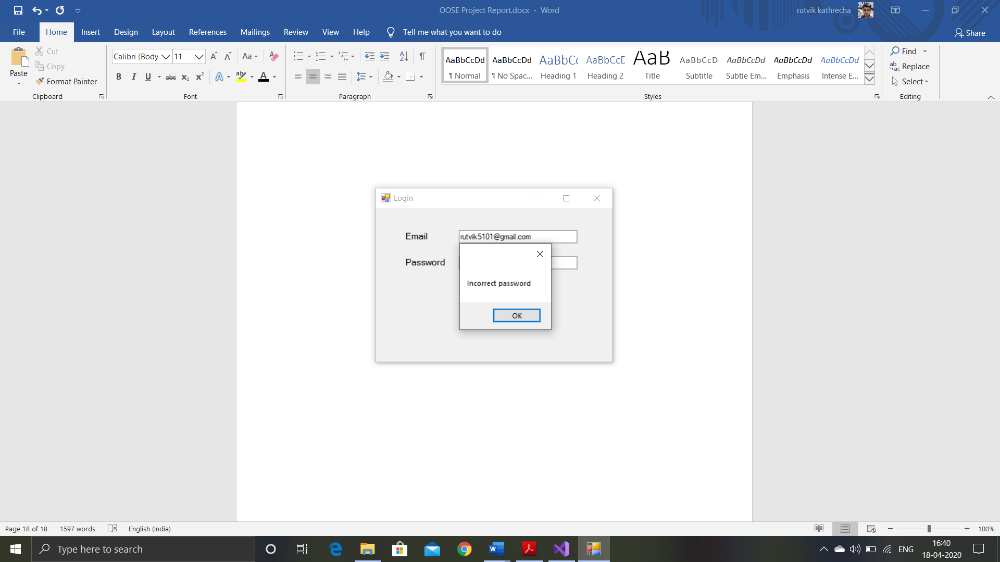 OOSE Project Report.docx - Word
rutvik kathrecha
File Home Insert Design Layout References Mailings Review View Help Tell me what you want to do Share
Paste
Cut
Copy
Format Painter
Clipboard
Calibri (Body 11
Aa
B I U abc x₂ x² A ab A
Font
Paragraph
AaBbCcDd AaBbCcDd AaBbCc AaBbCcD AaB AaBbCcD AaBbCcDd AaBbCcDd AaBbCcDd
¶ Normal ¶ No Spac... Heading 1 Heading 2 Title Subtitle Subtle Em... Emphasis Intense E...
Styles
Find
Replace
Select
Editing
Login
Email rutvik5101@gmail.com
Password
Incorrect password
OK
Page 18 of 18 1597 words English (India) 100%
Type here to search
ENG
16:40
18-04-2020